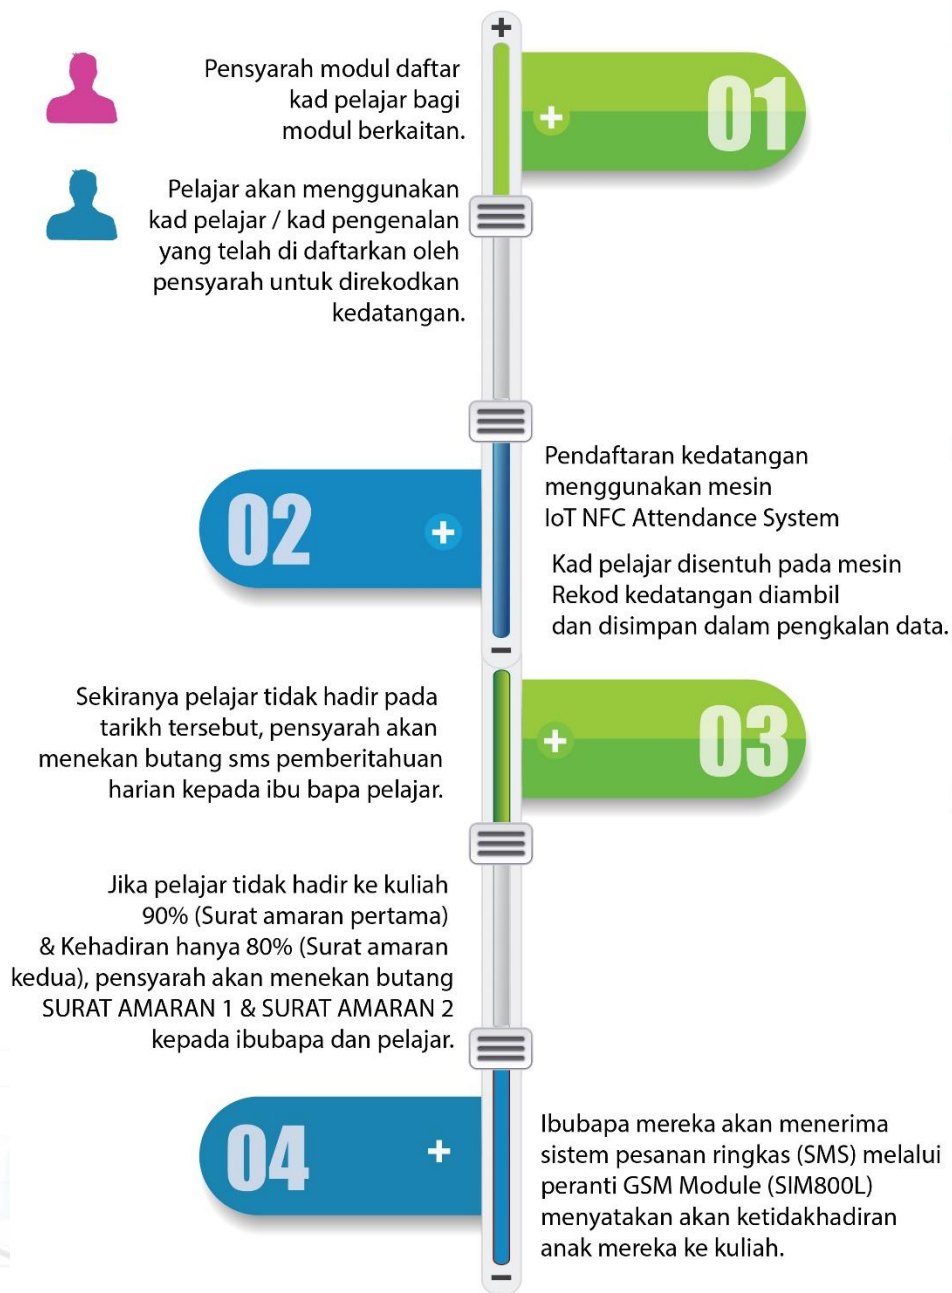 01
Pensyarah modul daftar
kad pelajar bagi
modul berkaitan.
Pelajar akan menggunakan
kad pelajar / kad pengenalan
yang telah di daftarkan oleh
pensyarah untuk direkodkan
kedatangan.
02
Pendaftaran kedatangan
menggunakan mesin
IoT NFC Attendance System
Kad pelajar disentuh pada mesin
Rekod kedatangan diambil
dan disimpan dalam pengkalan data.
03
Sekiranya pelajar tidak hadir pada
tarikh tersebut, pensyarah akan
menekan butang sms pemberitahuan
harian kepada ibu bapa pelajar.
Jika pelajar tidak hadir ke kuliah
90% (Surat amaran pertama)
& Kehadiran hanya 80% (Surat amaran
kedua), pensyarah akan menekan butang
SURAT AMARAN 1 & SURAT AMARAN 2
kepada ibubapa dan pelajar.
04
Ibubapa mereka akan menerima
sistem pesanan ringkas (SMS) melalui
peranti GSM Module (SIM800L)
menyatakan akan ketidakhadiran
anak mereka ke kuliah.